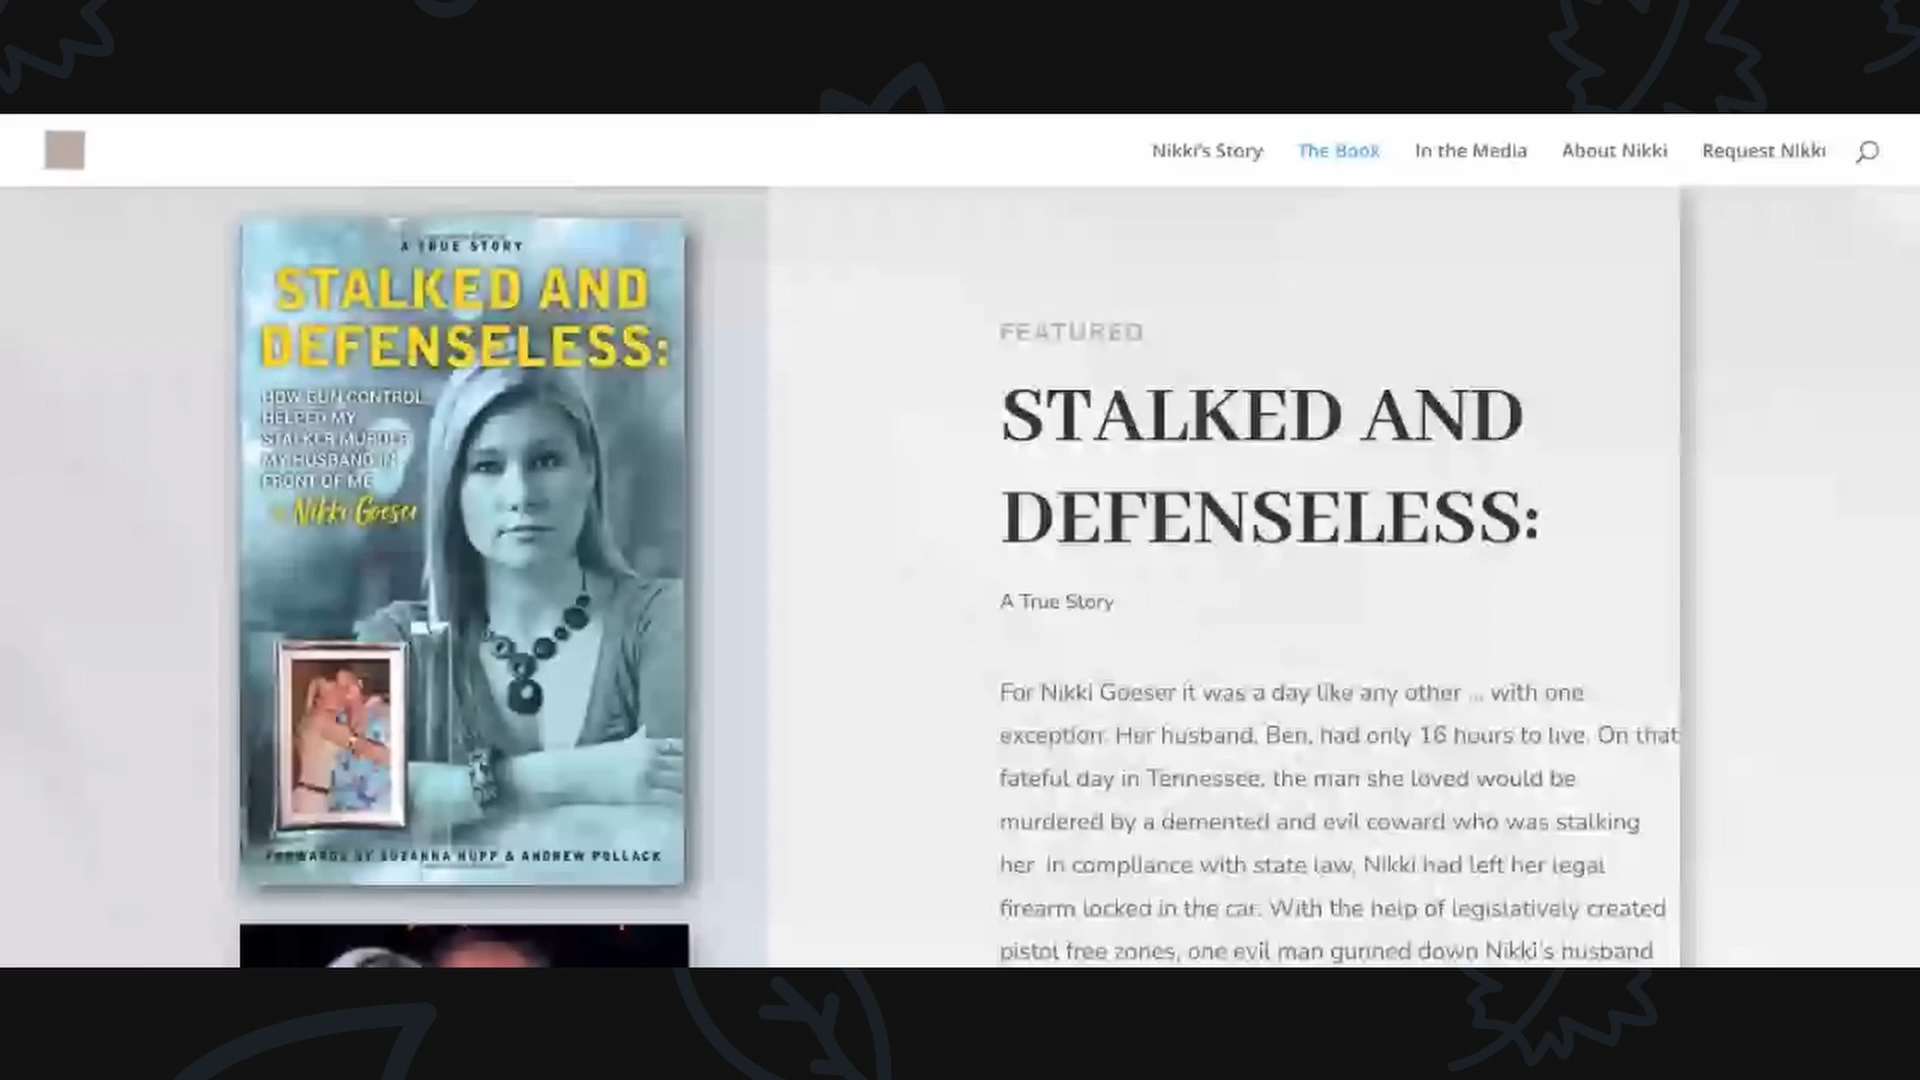 Nikki's Story The Book In the Media About Nikki Request Nikki
A TRUE STORY
STALKED AND
DEFENSELESS:
HOW GUN CONTROL
HELPED MY
STALKER MURDER
MY HUSBAND IN
FRONT OF ME
Nikki Goeser
FORWARDS BY SUZANNA HUPP & ANDREW POLLACK
FEATURED
STALKED AND
DEFENSELESS:
A True Story
For Nikki Goeser it was a day like any other ... with one
exception. Her husband, Ben, had only 16 hours to live. On that
fateful day in Tennessee, the man she loved would be
murdered by a demented and evil coward who was stalking
her in compliance with state law, Nikki had left her legal
firearm locked in the car. With the help of legislatively created
pistol free zones, one evil man gunned down Nikki's husband